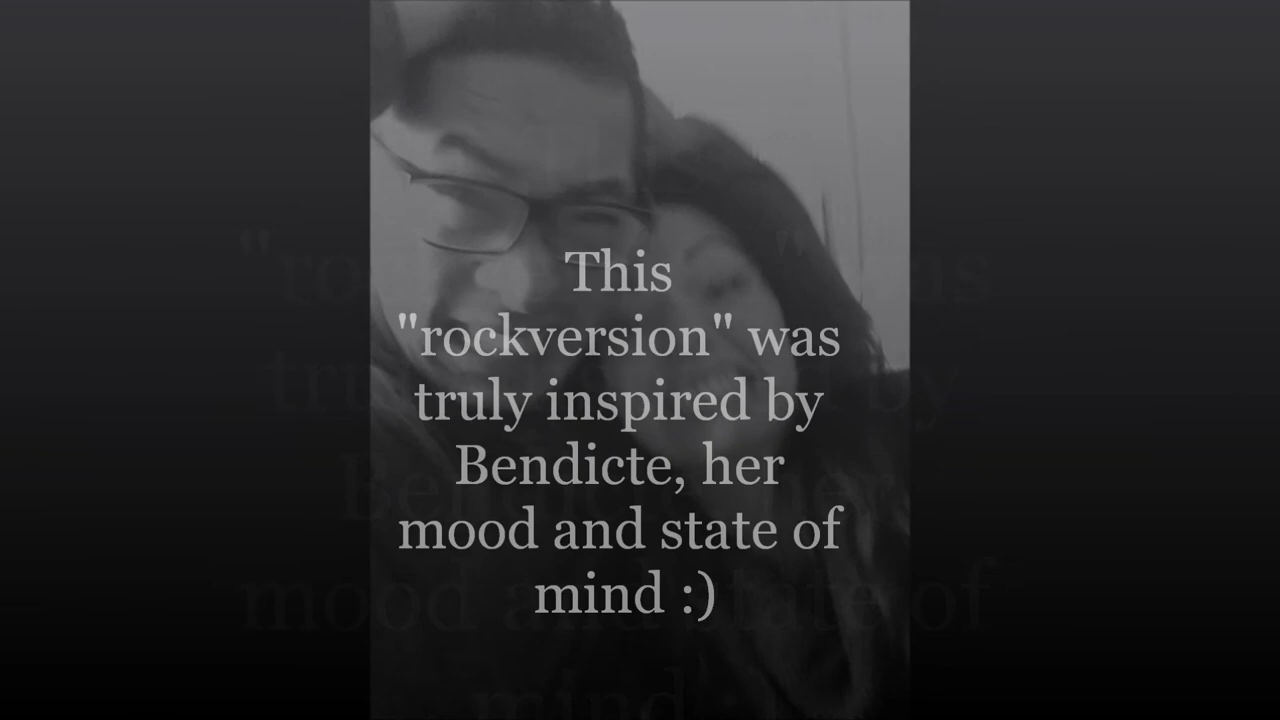 This
"rockversion" was
truly inspired by
Bendicte, her
mood and state of
mind :)